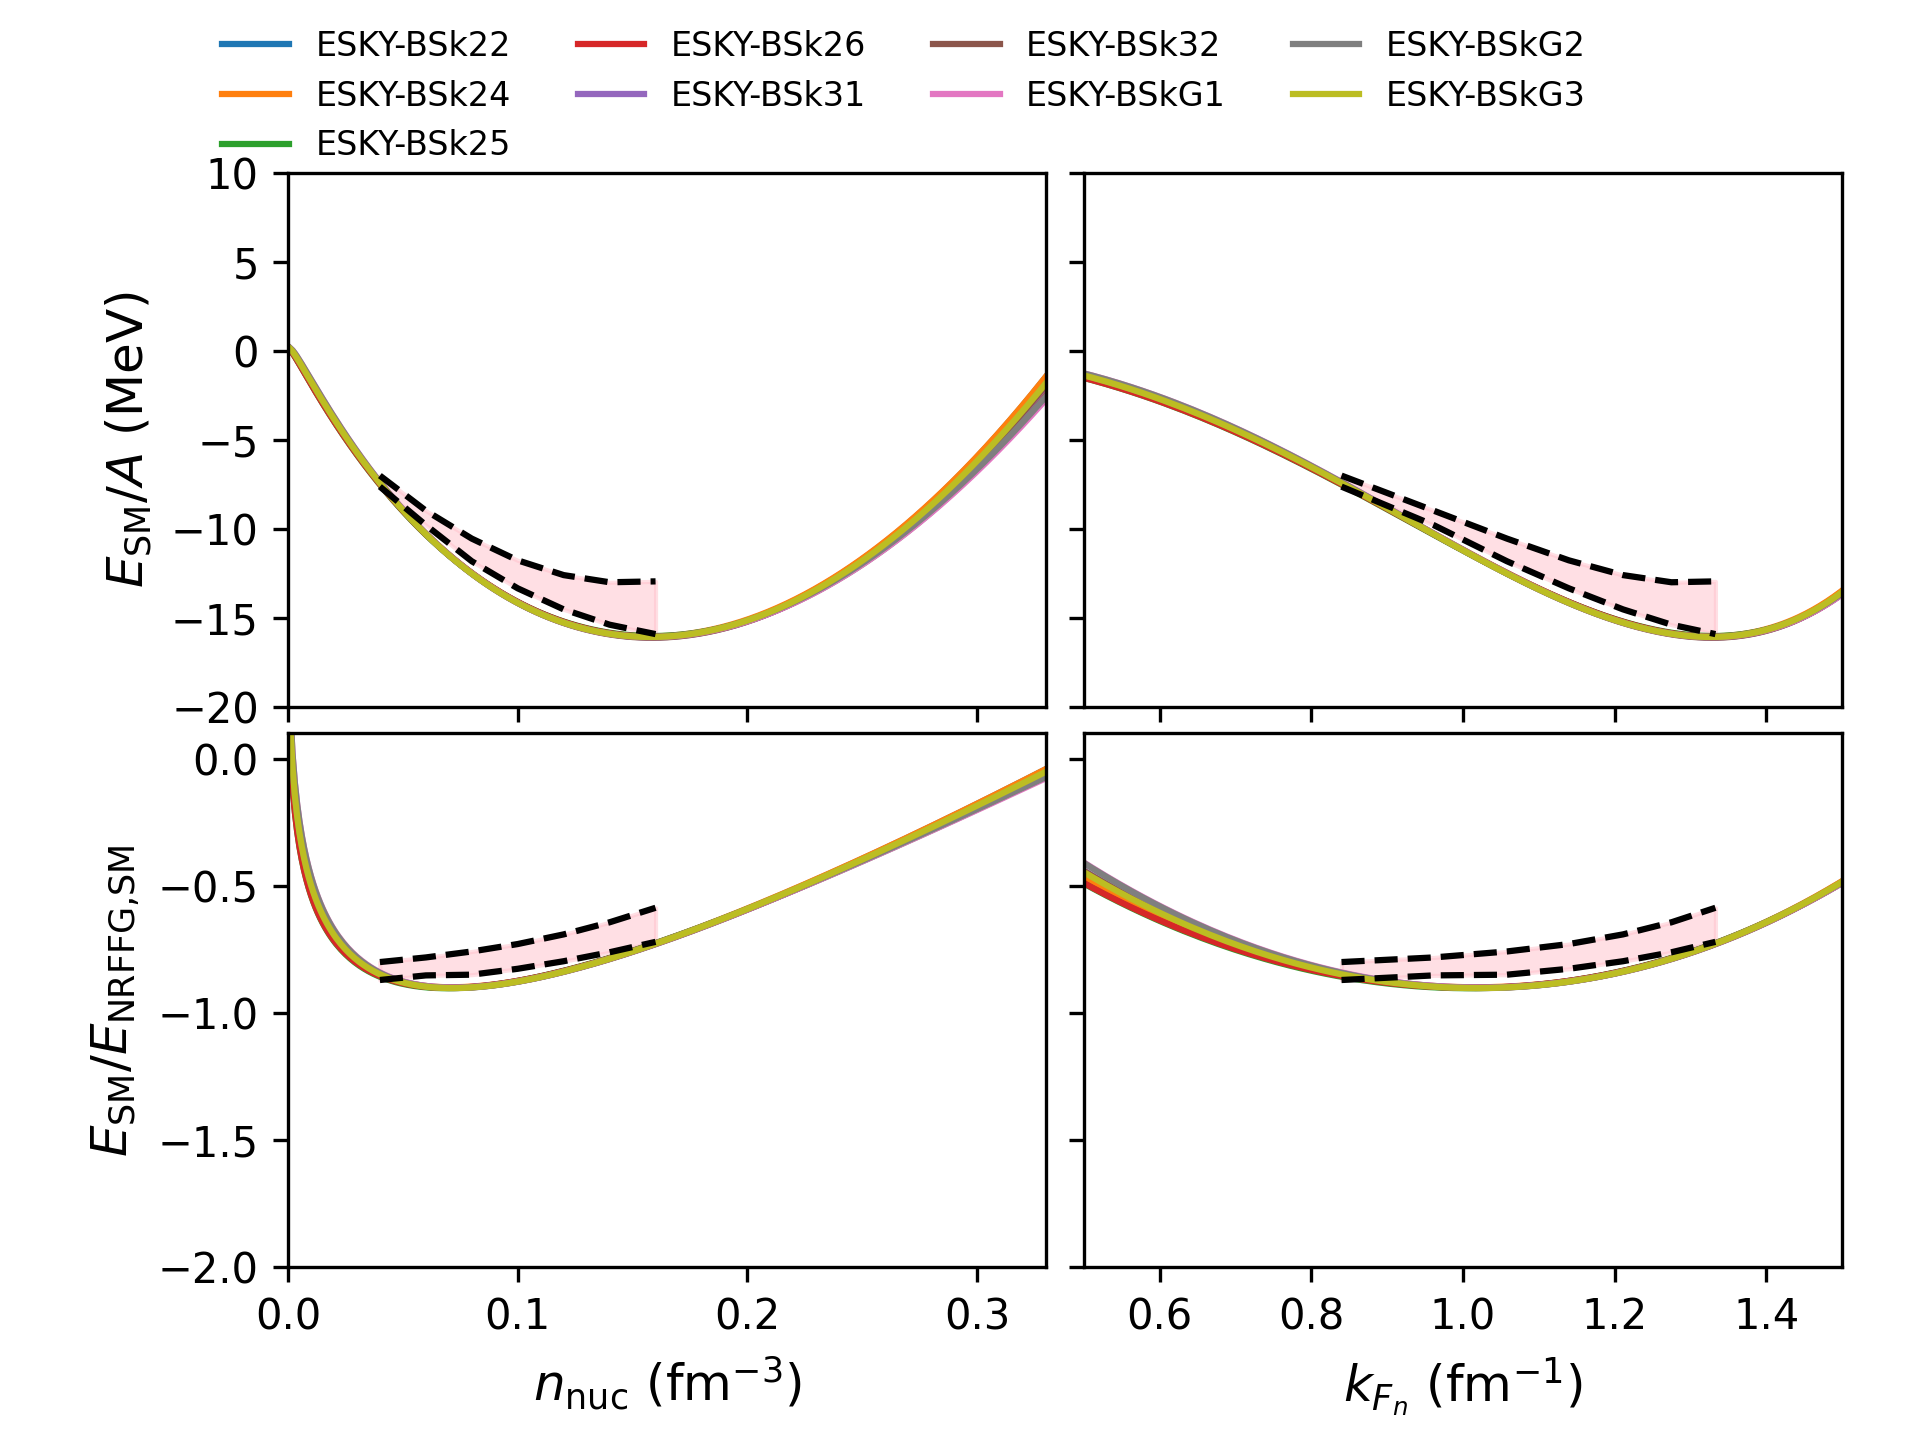 ESKY-BSk22 ESKY-BSk26 ESKY-BSk32 ESKY-BSkG2
ESKY-BSk24 ESKY-BSk31 ESKY-BSkG1 ESKY-BSkG3
ESKY-BSk25
10
5
0
−5
−10
−15
−20
E_SM/A (MeV)
0.0
−0.5
−1.0
−1.5
−2.0
E_SM/E_NRFFG,SM
0.0 0.1 0.2 0.3
0.6 0.8 1.0 1.2 1.4
n_nuc (fm⁻³)
k_{F_n} (fm⁻¹)